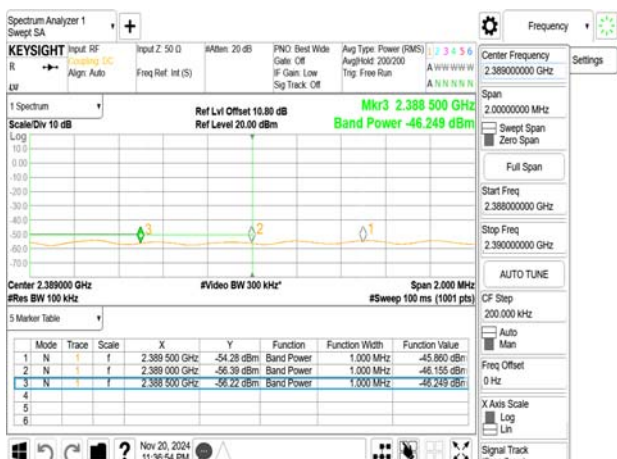 Spectrum Analyzer 1
Swept SA
Frequency
KEYSIGHT
Input: RF
Coupling: DC
Align: Auto
Input Z: 50 Ω
Freq Ref: Int (S)
#Atten: 20 dB
PNO: Best Wide
Gate: Off
IF Gain: Low
Sig Track: Off
Avg Type: Power (RMS)
Avg|Hold: 200/200
Trig: Free Run
1 2 3 4 5 6
A W W W W W
A N N N N N
R
Settings
1 Spectrum
Scale/Div 10 dB
Ref Lvl Offset 10.80 dB
Ref Level 20.00 dBm
Mkr3 2.388 500 GHz
Band Power -46.249 dBm
Log
10.0
0.00
-10.0
-20.0
-30.0
-40.0
-50.0
-60.0
-70.0
3
2
1
Center 2.389000 GHz
#Res BW 100 kHz
#Video BW 300 kHz*
Span 2.000 MHz
#Sweep 100 ms (1001 pts)
5 Marker Table
Mode Trace Scale X Y Function Function Width Function Value
1 N 1 f 2.389 500 GHz -54.28 dBm Band Power 1.000 MHz -45.860 dBm
2 N 1 f 2.389 000 GHz -56.39 dBm Band Power 1.000 MHz -46.155 dBm
3 N 1 f 2.388 500 GHz -56.22 dBm Band Power 1.000 MHz -46.249 dBm
4
5
6
Nov 20, 2024
11:36:54 PM
Center Frequency
2.389000000 GHz
Span
2.00000000 MHz
Swept Span
Zero Span
Full Span
Start Freq
2.388000000 GHz
Stop Freq
2.390000000 GHz
AUTO TUNE
CF Step
200.000 kHz
Auto
Man
Freq Offset
0 Hz
X Axis Scale
Log
Lin
Signal Track